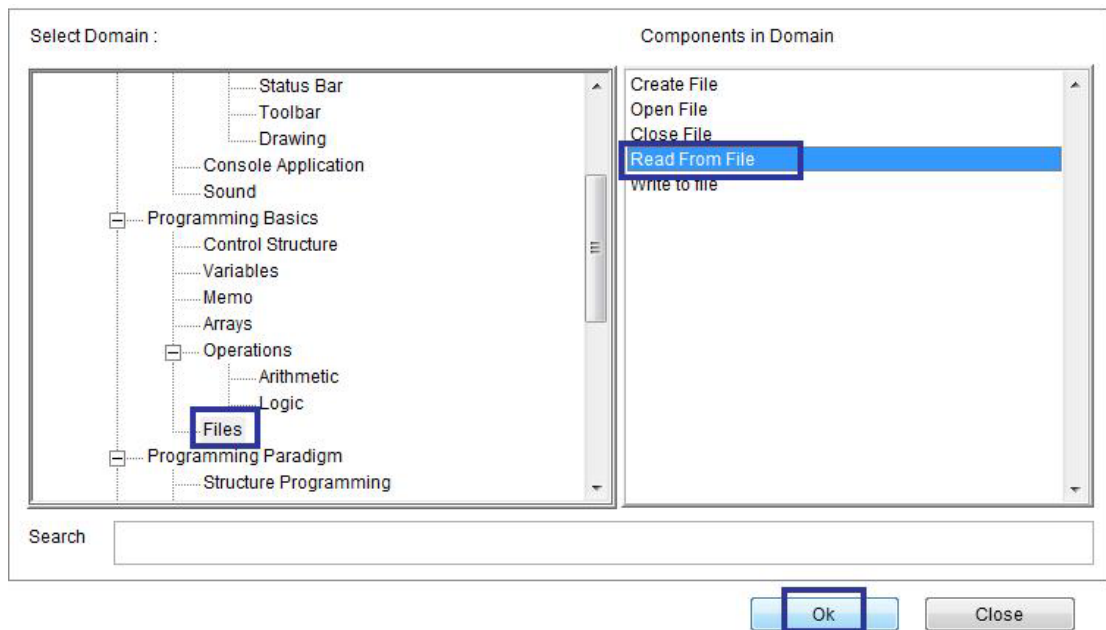 Select Domain :
Components in Domain
Status Bar
Toolbar
Drawing
Console Application
Sound
Programming Basics
Control Structure
Variables
Memo
Arrays
Operations
Arithmetic
Logic
Files
Programming Paradigm
Structure Programming
Create File
Open File
Close File
Read From File
Write to file
Search
Ok
Close